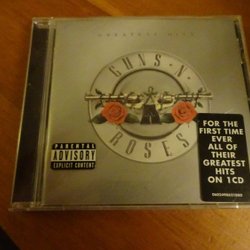 GREATEST HITS
GUNS N'
ROSES
PARENTAL
ADVISORY
EXPLICIT CONTENT
FOR THE
FIRST TIME
EVER
ALL OF
THEIR
GREATEST
HITS
ON 1CD